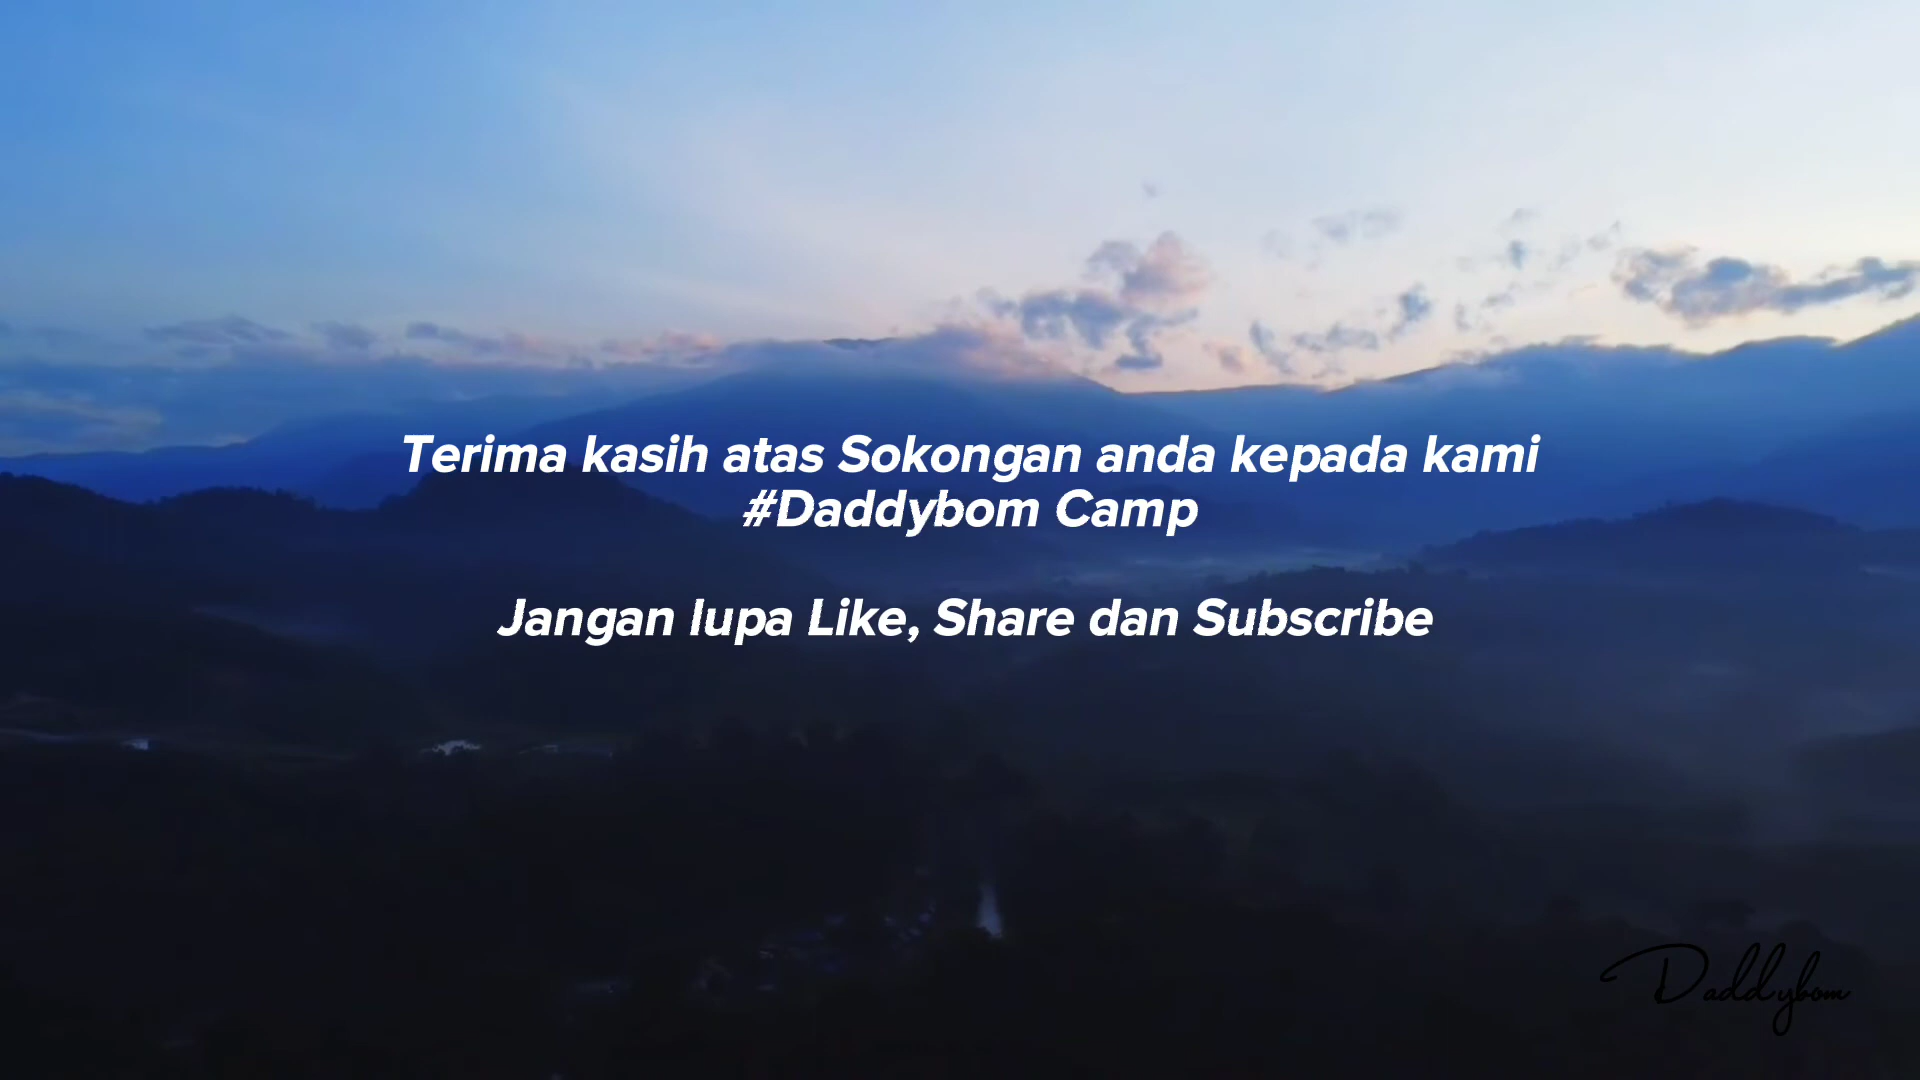 Terima kasih atas Sokongan anda kepada kami
#Daddybom Camp
Jangan lupa Like, Share dan Subscribe
Daddybom